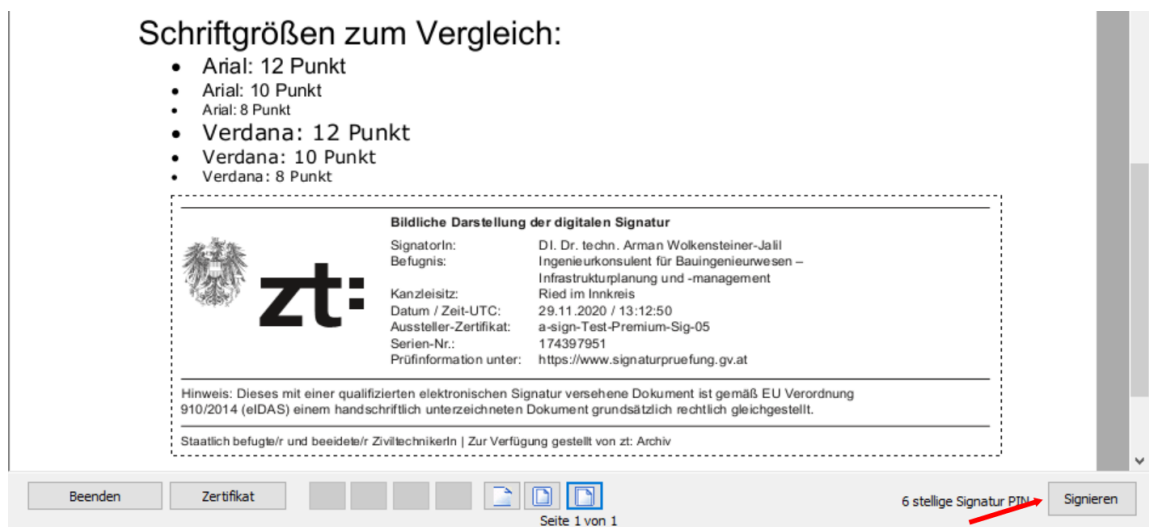 Schriftgrößen zum Vergleich:
• Arial: 12 Punkt
• Arial: 10 Punkt
• Arial: 8 Punkt
• Verdana: 12 Punkt
• Verdana: 10 Punkt
• Verdana: 8 Punkt
zt:
Bildliche Darstellung der digitalen Signatur
SignatorIn: DI. Dr. techn. Arman Wolkensteiner-Jalil
Befugnis: Ingenieurkonsulent für Bauingenieurwesen –
Infrastrukturplanung und -management
Kanzleisitz: Ried im Innkreis
Datum / Zeit-UTC: 29.11.2020 / 13:12:50
Aussteller-Zertifikat: a-sign-Test-Premium-Sig-05
Serien-Nr.: 174397951
Prüfinformation unter: https://www.signaturpruefung.gv.at
Hinweis: Dieses mit einer qualifizierten elektronischen Signatur versehene Dokument ist gemäß EU Verordnung
910/2014 (eIDAS) einem handschriftlich unterzeichneten Dokument grundsätzlich rechtlich gleichgestellt.
Staatlich befugte/r und beeidete/r ZiviltechnikerIn | Zur Verfügung gestellt von zt: Archiv
Beenden Zertifikat 6 stellige Signatur PIN Signieren
Seite 1 von 1